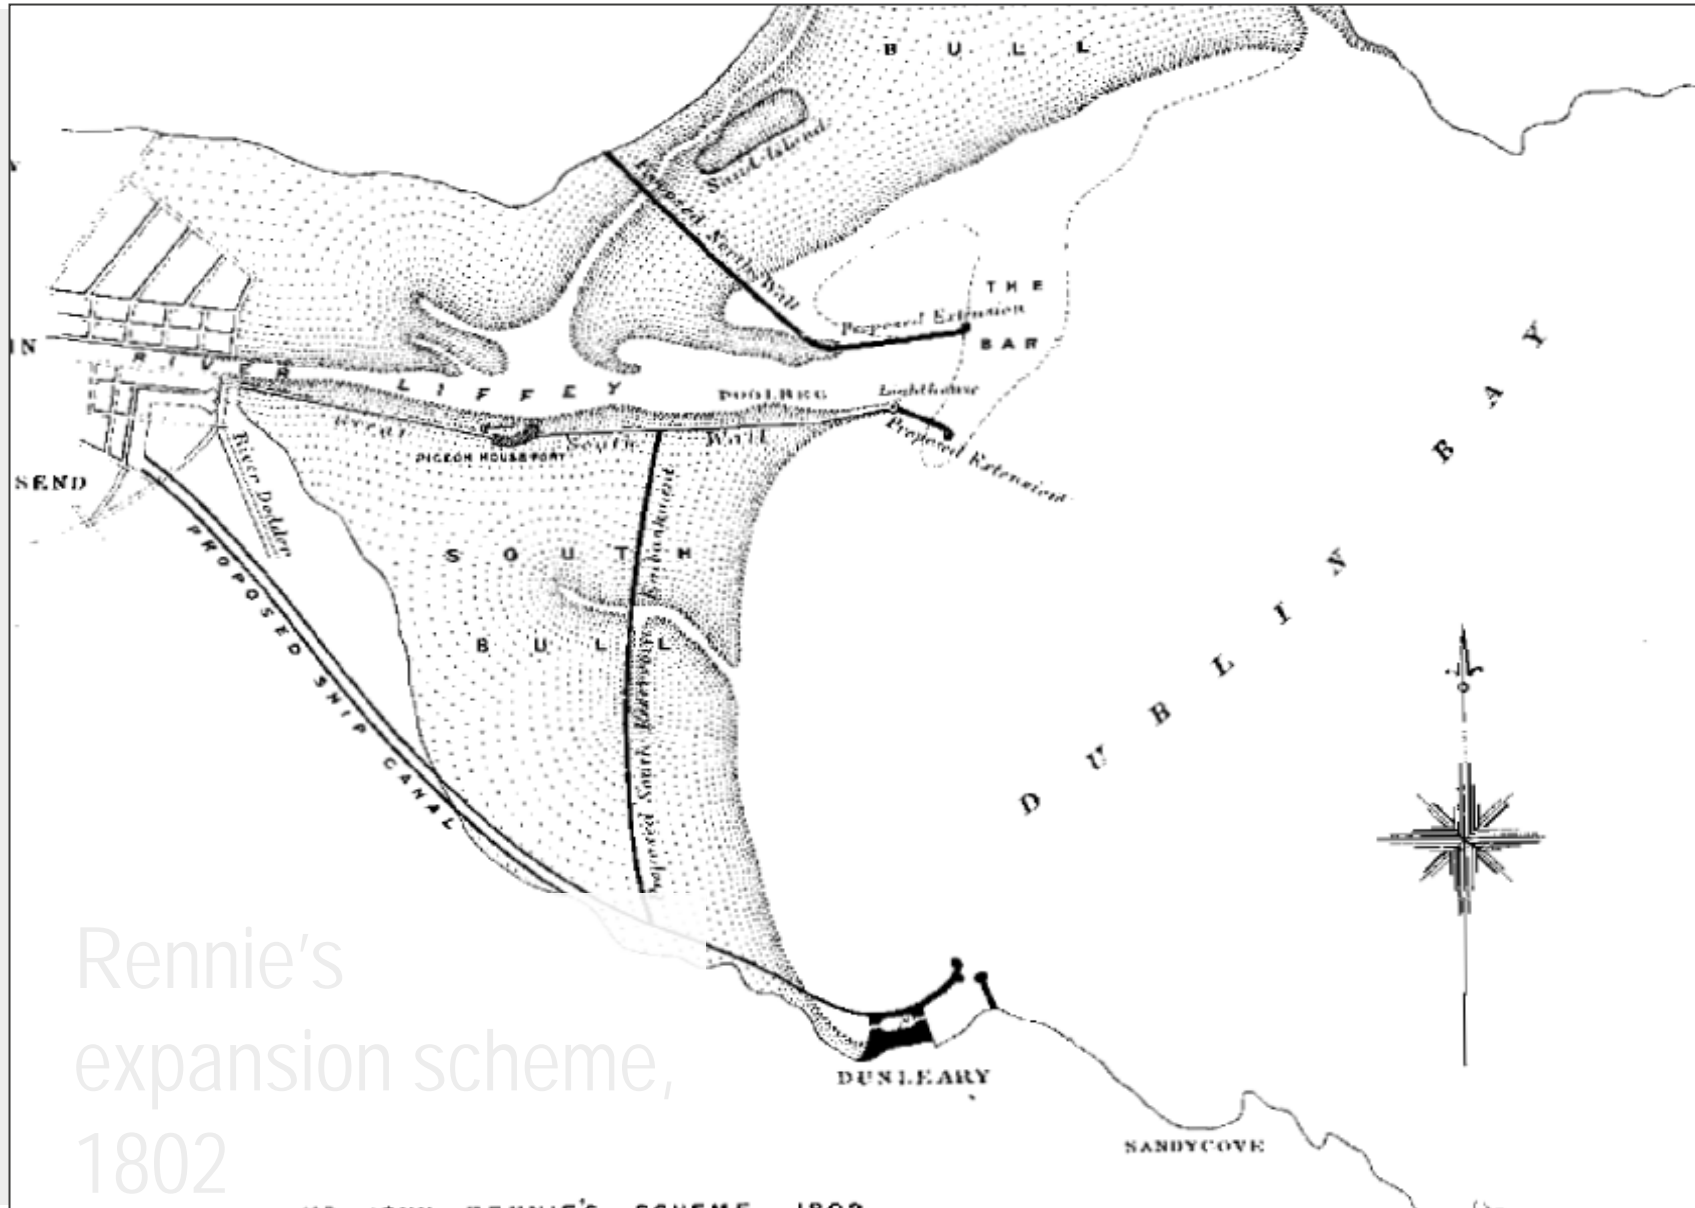 BULL
Sand Island
North Wall
THE
Proposed Extension
BAR
IN
RIVER LIFFEY
POOLBEG
Lighthouse
Great South Wall
PIGEON HOUSE FORT
Proposed Extension
SEND
River Dodder
PROPOSED SHIP CANAL
SOUTH
BULL
South Reservoir Embankment
DUBLIN BAY
DUNLEARY
SANDYCOVE
Rennie's
expansion scheme,
1802